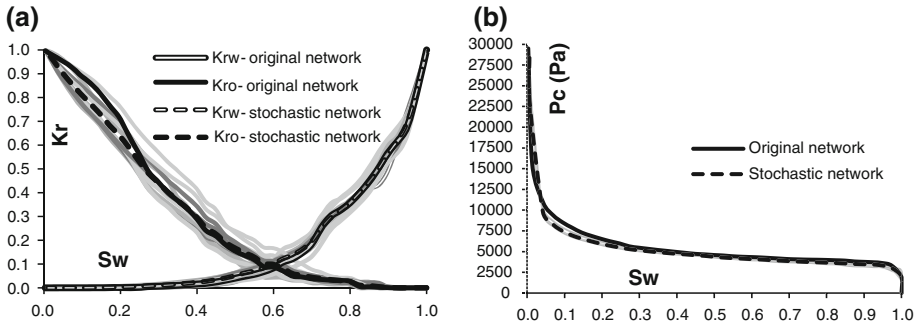 (a)
1.0
0.9
0.8
0.7
0.6
0.5
0.4
0.3
0.2
0.1
0.0
Kr
Krw- original network
Kro- original network
Krw- stochastic network
Kro- stochastic network
Sw
0.0 0.2 0.4 0.6 0.8 1.0
(b)
30000
27500
25000
22500
20000
17500
15000
12500
10000
7500
5000
2500
0
Pc (Pa)
Original network
Stochastic network
Sw
0.0 0.1 0.2 0.3 0.4 0.5 0.6 0.7 0.8 0.9 1.0